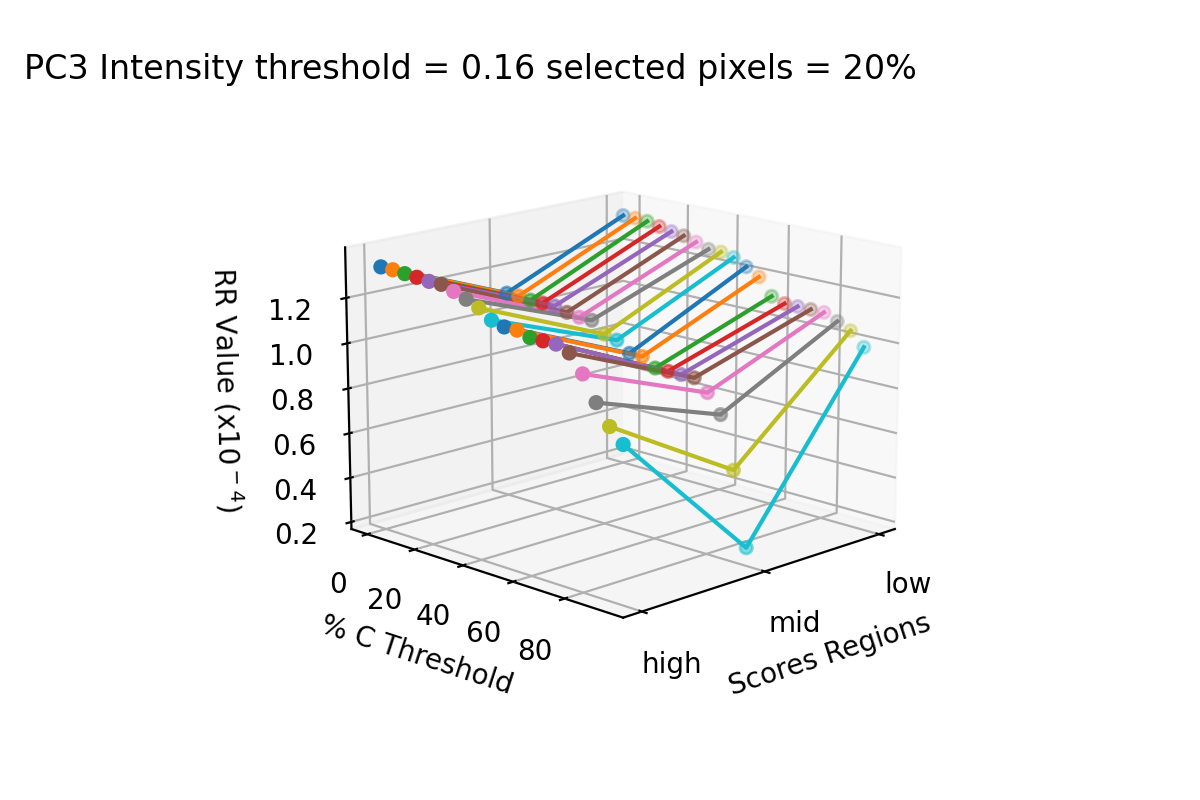 PC3 Intensity threshold = 0.16 selected pixels = 20%
RR Value (x10⁻⁴)
1.2
1.0
0.8
0.6
0.4
0.2
0
20
40
60
80
% C Threshold
high
mid
low
Scores Regions